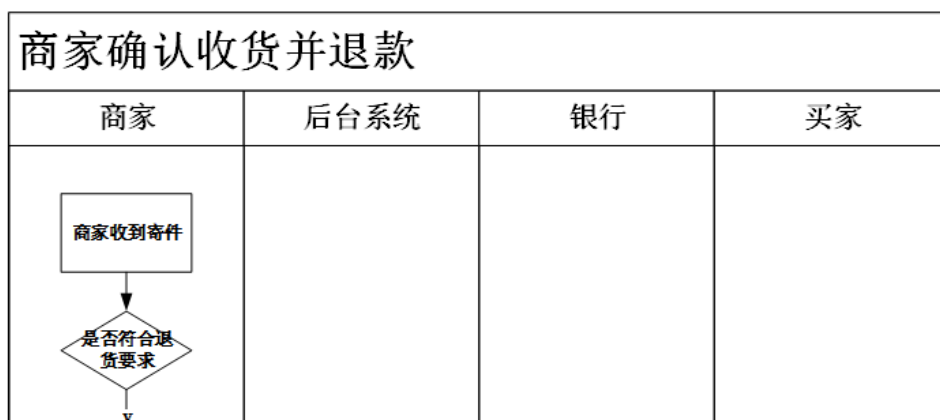 商家确认收货并退款
商家
后台系统
银行
买家
商家收到寄件
是否符合退
货要求